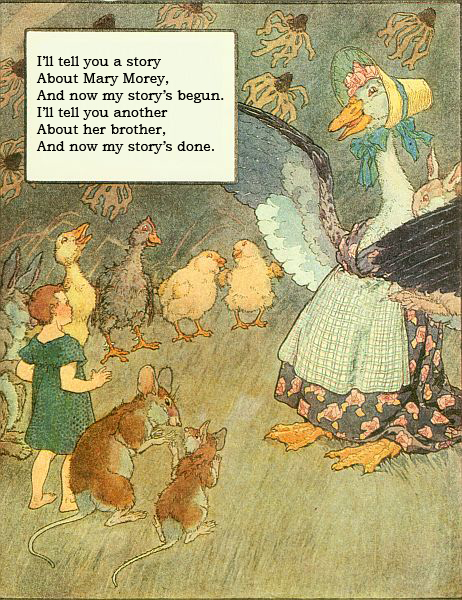 I'll tell you a story
About Mary Morey,
And now my story's begun.
I'll tell you another
About her brother,
And now my story's done.